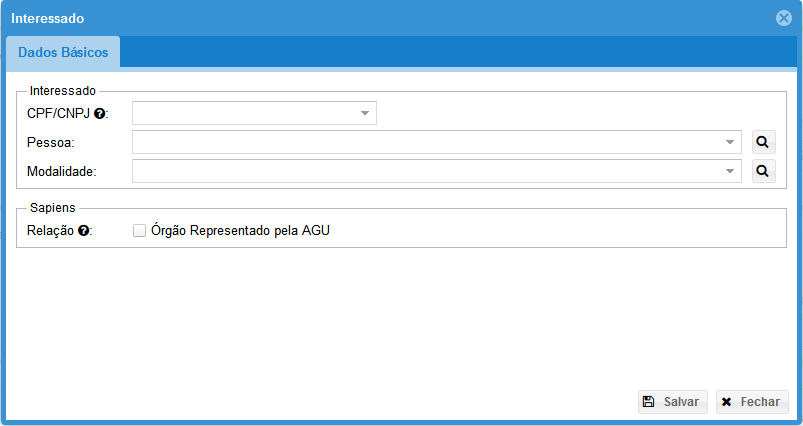 Interessado
Dados Básicos
Interessado
CPF/CNPJ ?:
Pessoa:
Modalidade:
Sapiens
Relação ?: Órgão Representado pela AGU
Salvar Fechar